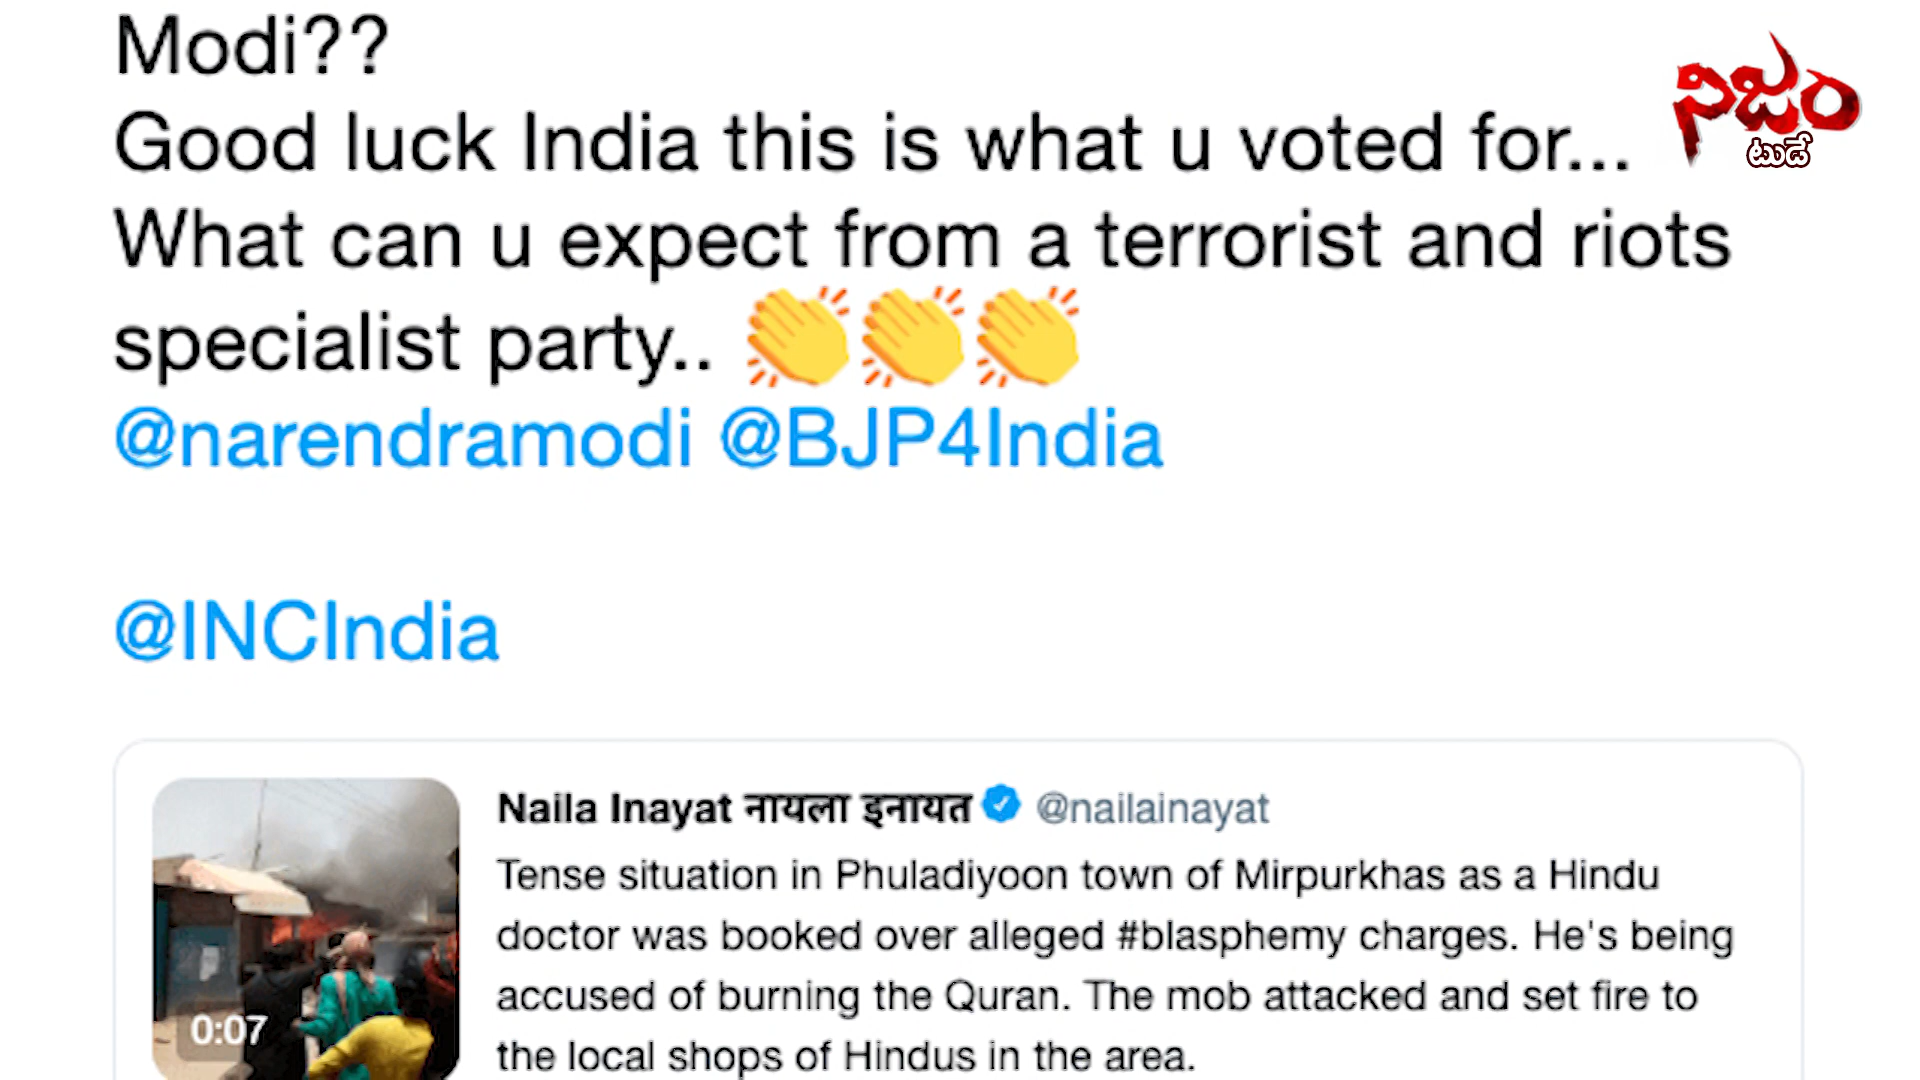 Modi??
Good luck India this is what u voted for...
What can u expect from a terrorist and riots
specialist party.. 👏👏👏
@narendramodi @BJP4India
@INCIndia
నిజం
టుడే
Naila Inayat नायला इनायत @nailainayat
Tense situation in Phuladiyoon town of Mirpurkhas as a Hindu
doctor was booked over alleged #blasphemy charges. He's being
accused of burning the Quran. The mob attacked and set fire to
the local shops of Hindus in the area.
0:07